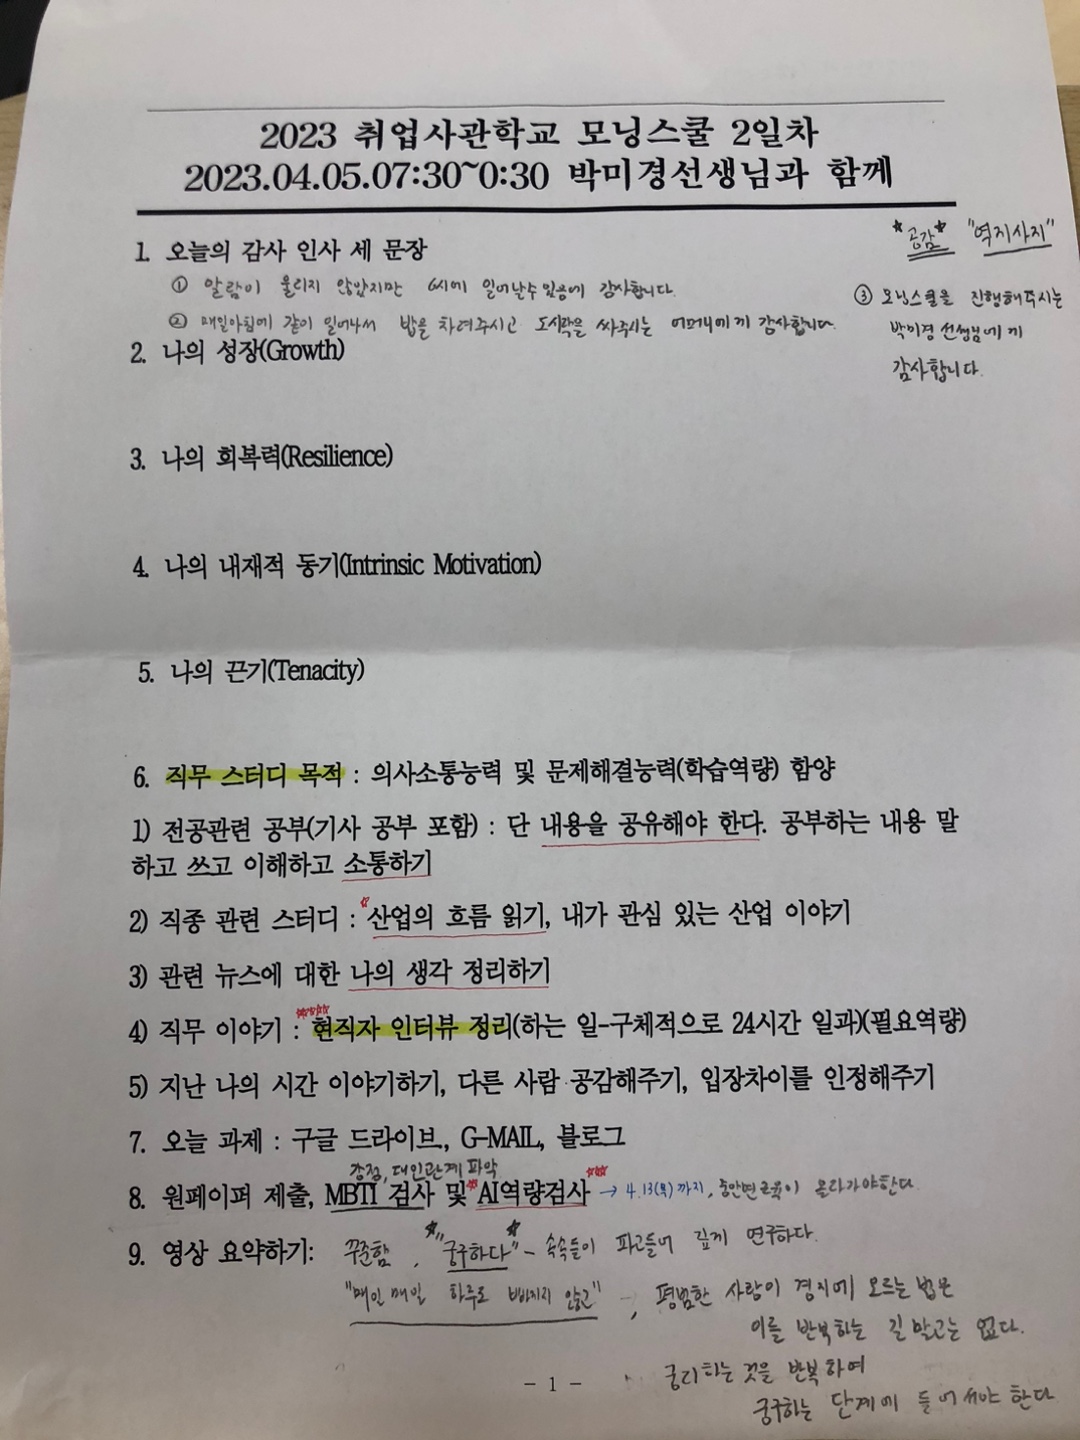 2023 취업사관학교 모닝스쿨 2일차
2023.04.05.07:30~0:30 박미경선생님과 함께
*공감* "역지사지"
1. 오늘의 감사 인사 세 문장
① 알람이 울리지 않았지만 6시에 일어날수 있음에 감사합니다.
② 매일아침에 같이 일어나서 밥을 차려주시고 도시락을 싸주시는 어머니에게 감사합니다.
③ 모닝스쿨을 진행해주시는
박미경 선생님에게
감사합니다.
2. 나의 성장(Growth)
3. 나의 회복력(Resilience)
4. 나의 내재적 동기(Intrinsic Motivation)
5. 나의 끈기(Tenacity)
6. 직무 스터디 목적 : 의사소통능력 및 문제해결능력(학습역량) 함양
1) 전공관련 공부(기사 공부 포함) : 단 내용을 공유해야 한다. 공부하는 내용 말
하고 쓰고 이해하고 소통하기
2) 직종 관련 스터디 : 산업의 흐름 읽기, 내가 관심 있는 산업 이야기
3) 관련 뉴스에 대한 나의 생각 정리하기
4) 직무 이야기 : 현직자 인터뷰 정리(하는 일-구체적으로 24시간 일과)(필요역량)
5) 지난 나의 시간 이야기하기, 다른 사람 공감해주기, 입장차이를 인정해주기
7. 오늘 과제 : 구글 드라이브, G-MAIL, 블로그
강점, 대인관계 파악
8. 원페이퍼 제출, MBTI 검사 및 AI역량검사 → 4.13(목)까지, 올라가야한다.
9. 영상 요약하기: 꾸준함, "궁구하다" - 속속들이 파고들어 깊게 연구하다.
"매일 매일 하루도 빠지지 않고", 평범한 사람이 경지에 오르는 법은
이를 반복하는 길 말고는 없다.
궁리하는 것을 반복하여
궁구하는 단계에 들어서야 한다
- 1 -